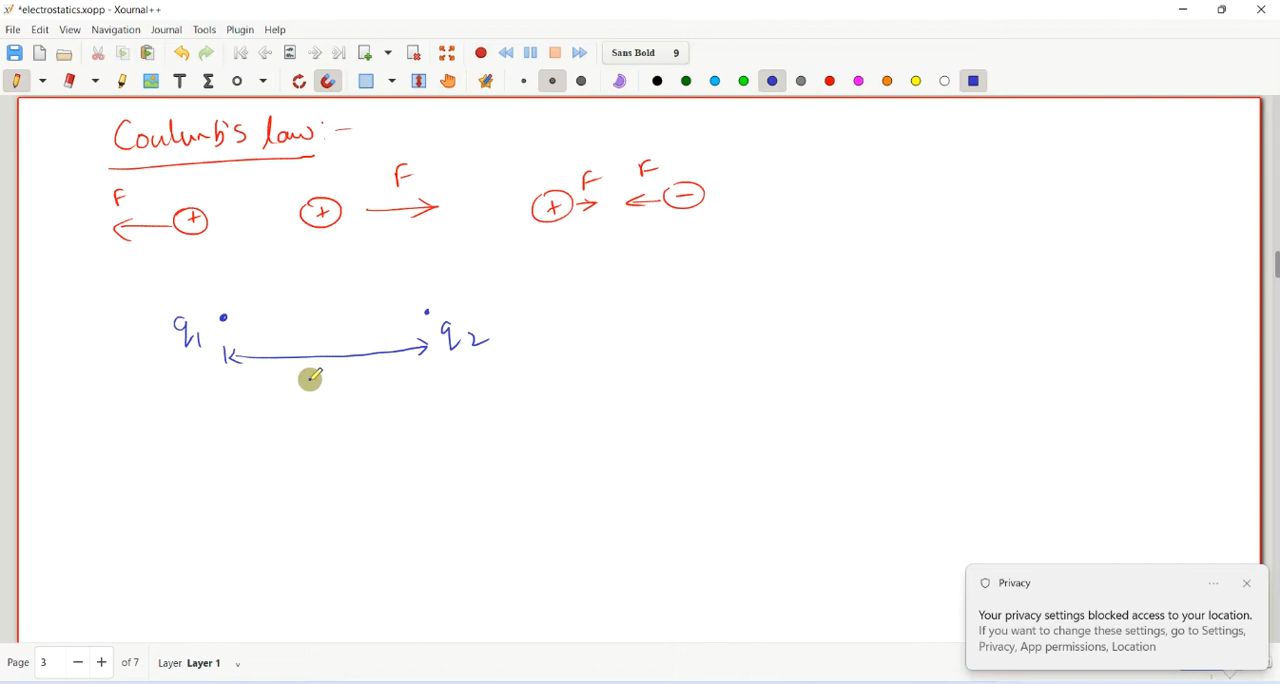 *electrostatics.xopp - Xournal++
File Edit View Navigation Journal Tools Plugin Help
Sans Bold 9
Coulumb's law :-
F + + F + F F -
q1 q2
Privacy
Your privacy settings blocked access to your location.
If you want to change these settings, go to Settings,
Privacy, App permissions, Location
Page 3 of 7 Layer Layer 1